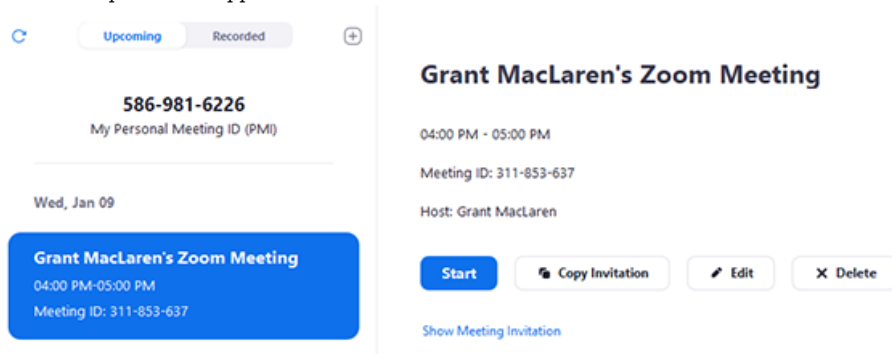 Upcoming
Recorded
586-981-6226
My Personal Meeting ID (PMI)
Wed, Jan 09
Grant MacLaren's Zoom Meeting
04:00 PM-05:00 PM
Meeting ID: 311-853-637
Grant MacLaren's Zoom Meeting
04:00 PM - 05:00 PM
Meeting ID: 311-853-637
Host: Grant MacLaren
Start
Copy Invitation
Edit
Delete
Show Meeting Invitation